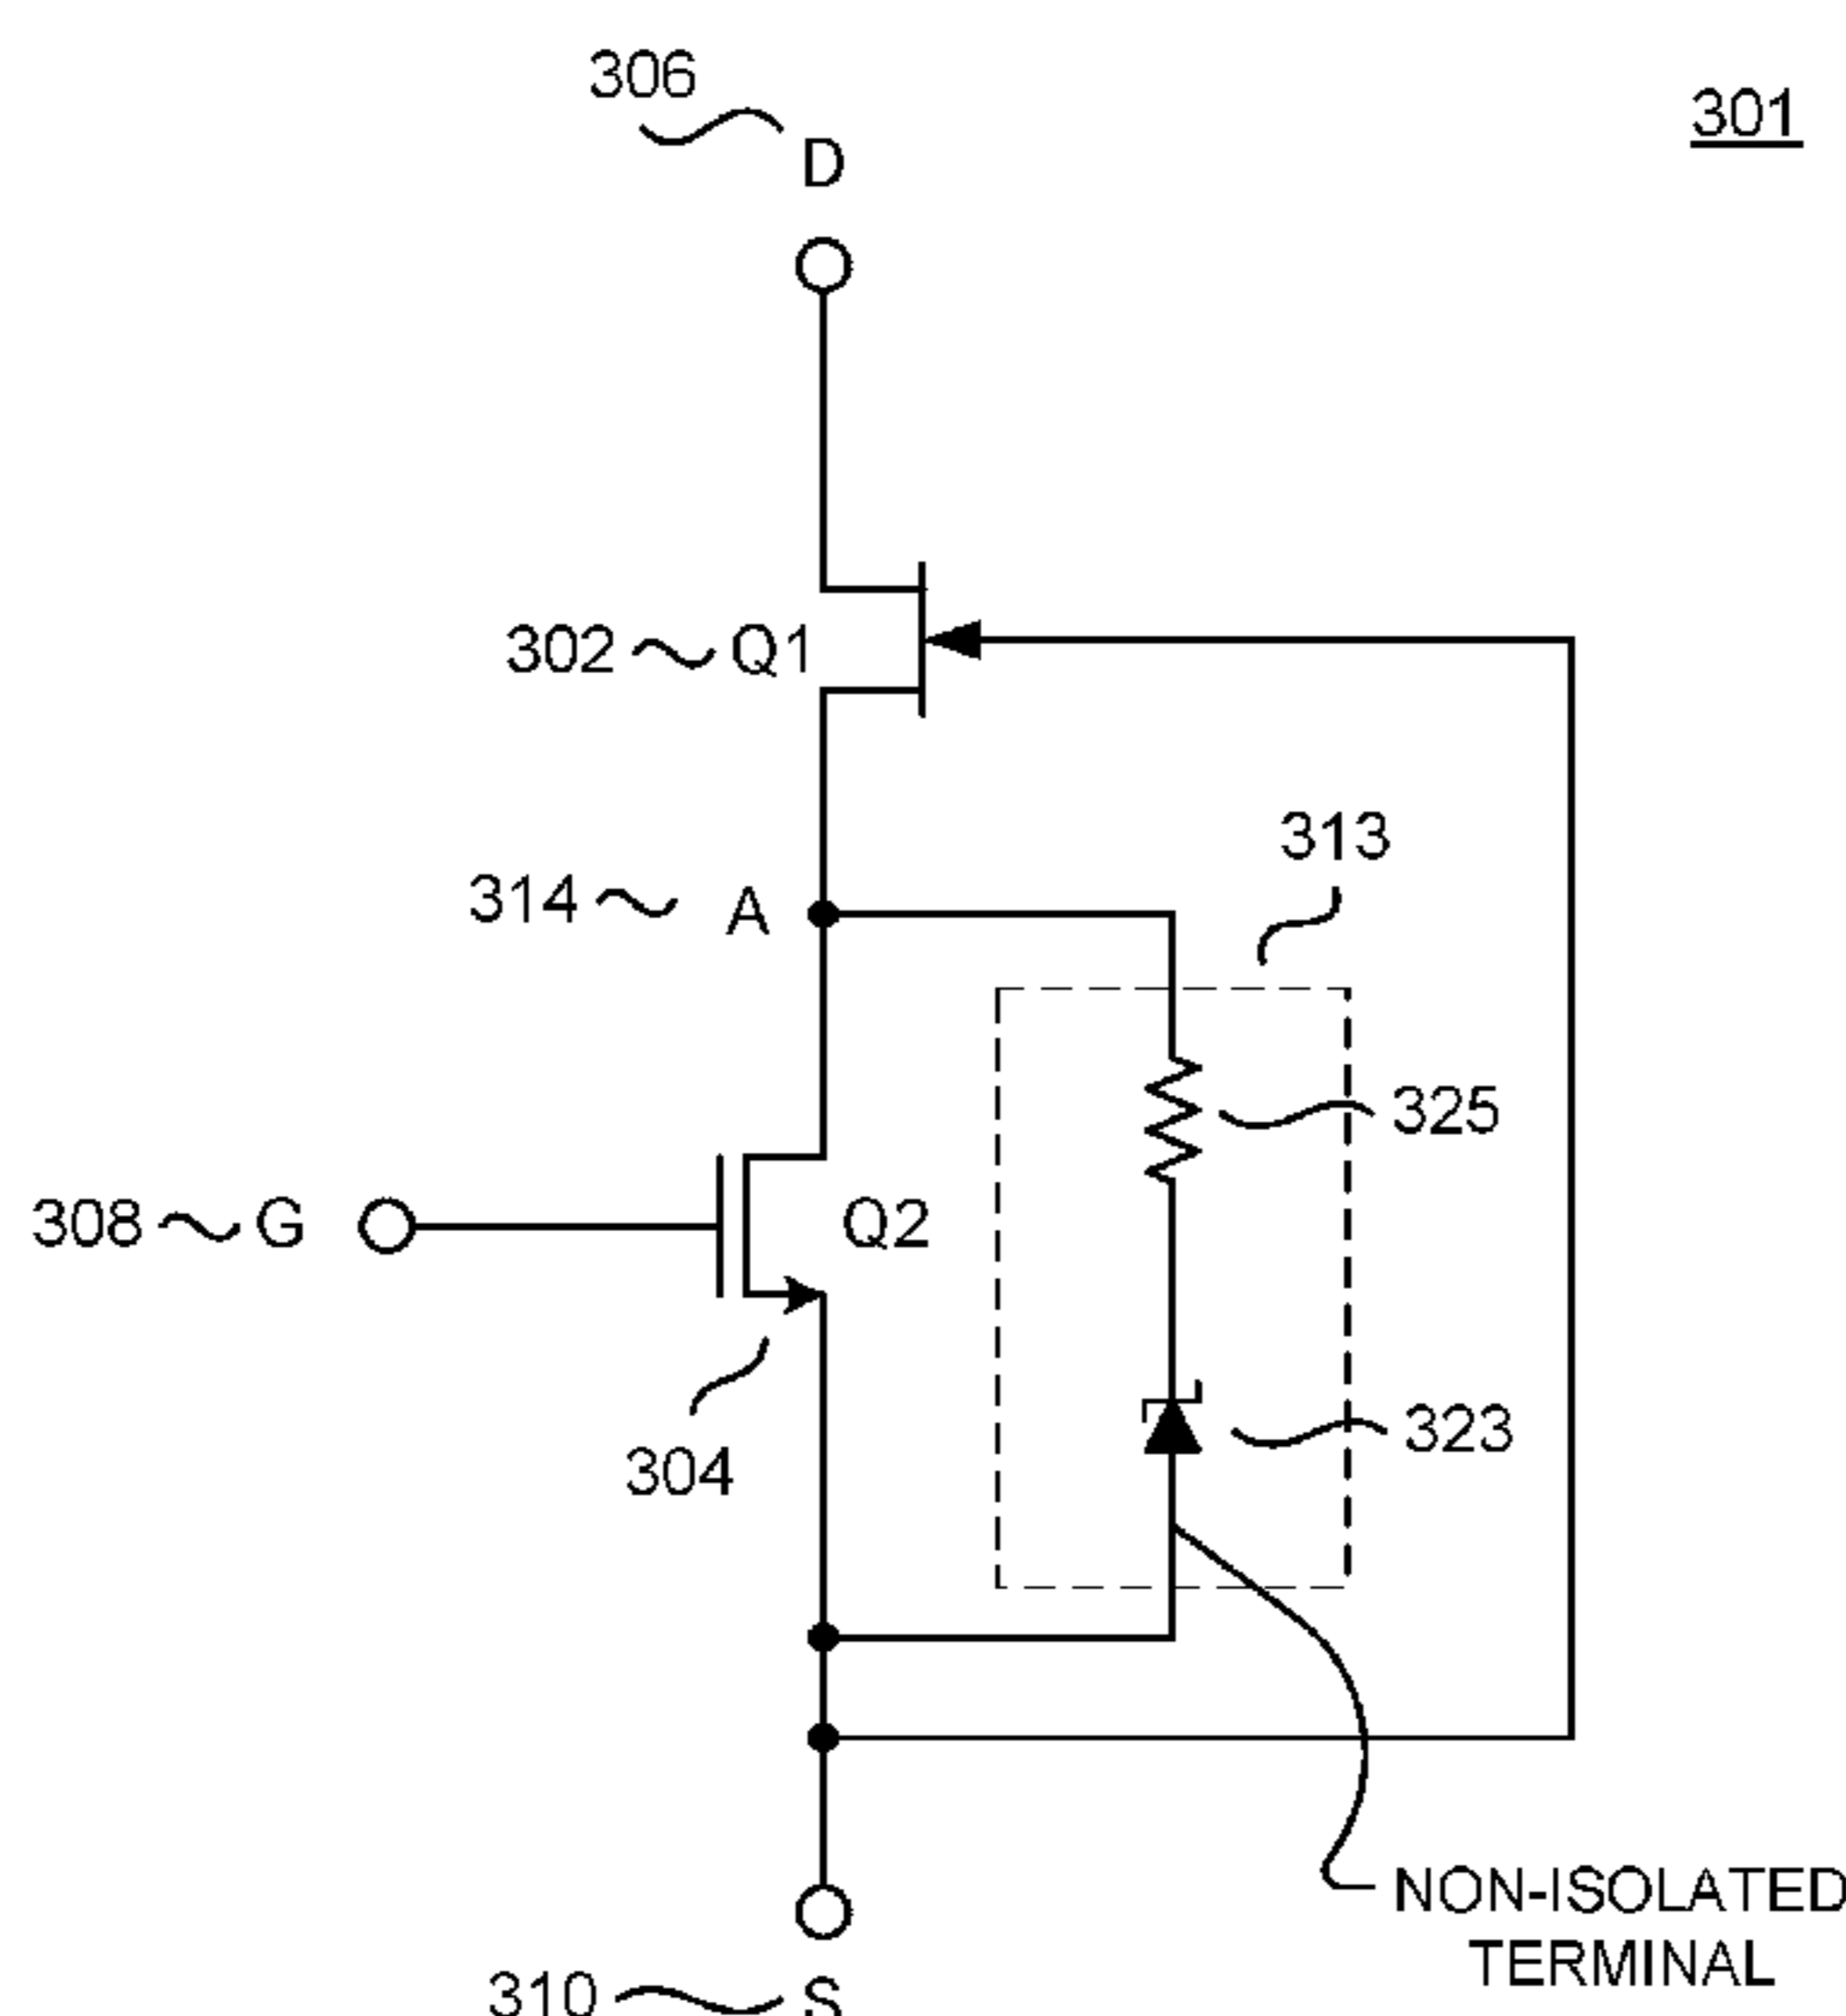 306
301
D
302
Q1
313
314
A
325
308
G
Q2
323
304
NON-ISOLATED
TERMINAL
310
S